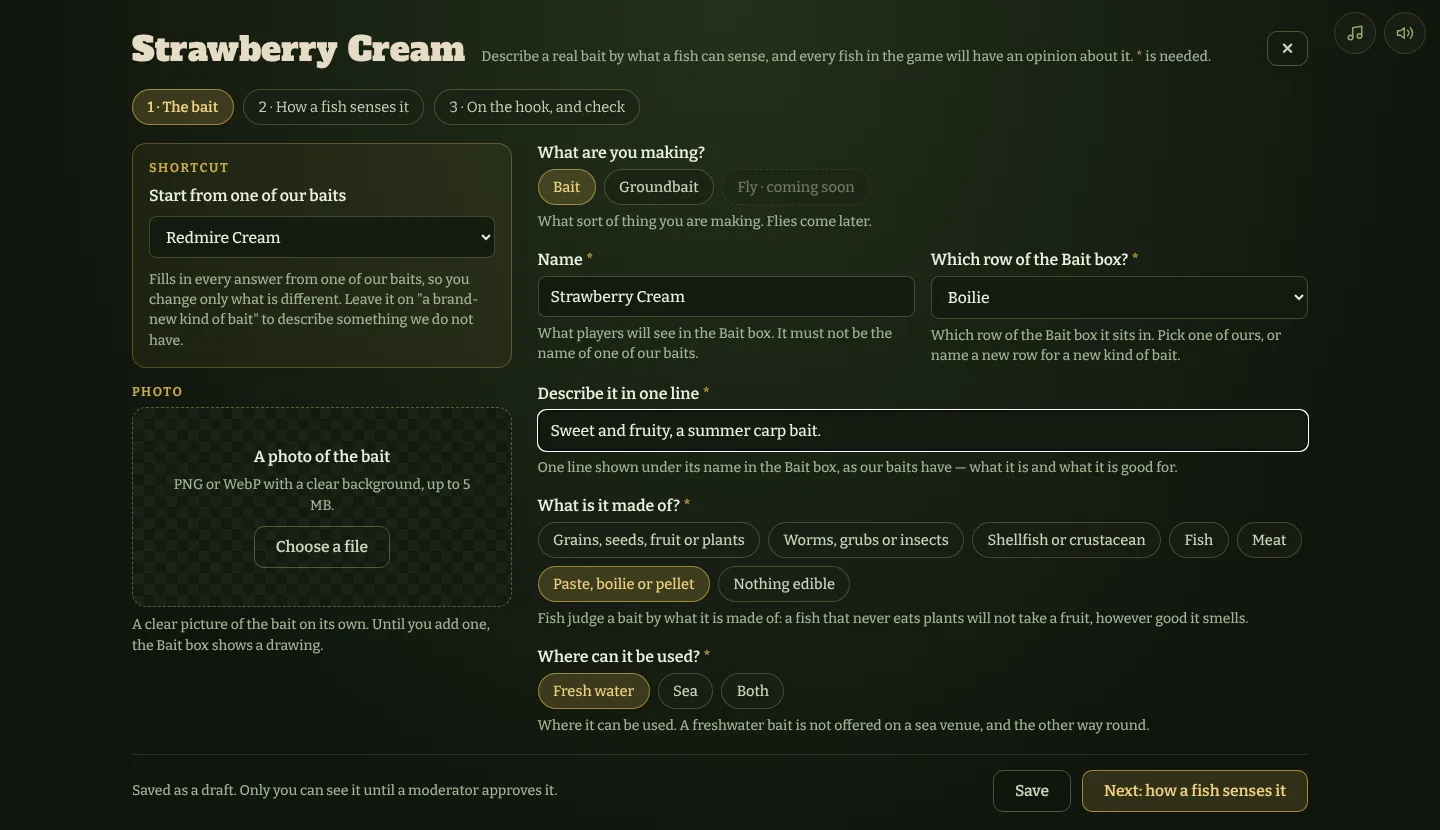 Strawberry Cream
Describe a real bait by what a fish can sense, and every fish in the game will have an opinion about it. * is needed.
1 · The bait
2 · How a fish senses it
3 · On the hook, and check
SHORTCUT
Start from one of our baits
Redmire Cream
Fills in every answer from one of our baits, so you
change only what is different. Leave it on "a brand-
new kind of bait" to describe something we do not
have.
PHOTO
A photo of the bait
PNG or WebP with a clear background, up to 5
MB.
Choose a file
A clear picture of the bait on its own. Until you add one,
the Bait box shows a drawing.
What are you making?
Bait
Groundbait
Fly · coming soon
What sort of thing you are making. Flies come later.
Name *
Strawberry Cream
What players will see in the Bait box. It must not be the
name of one of our baits.
Which row of the Bait box? *
Boilie
Which row of the Bait box it sits in. Pick one of ours, or
name a new row for a new kind of bait.
Describe it in one line *
Sweet and fruity, a summer carp bait.
One line shown under its name in the Bait box, as our baits have — what it is and what it is good for.
What is it made of? *
Grains, seeds, fruit or plants
Worms, grubs or insects
Shellfish or crustacean
Fish
Meat
Paste, boilie or pellet
Nothing edible
Fish judge a bait by what it is made of: a fish that never eats plants will not take a fruit, however good it smells.
Where can it be used? *
Fresh water
Sea
Both
Where it can be used. A freshwater bait is not offered on a sea venue, and the other way round.
Saved as a draft. Only you can see it until a moderator approves it.
Save
Next: how a fish senses it